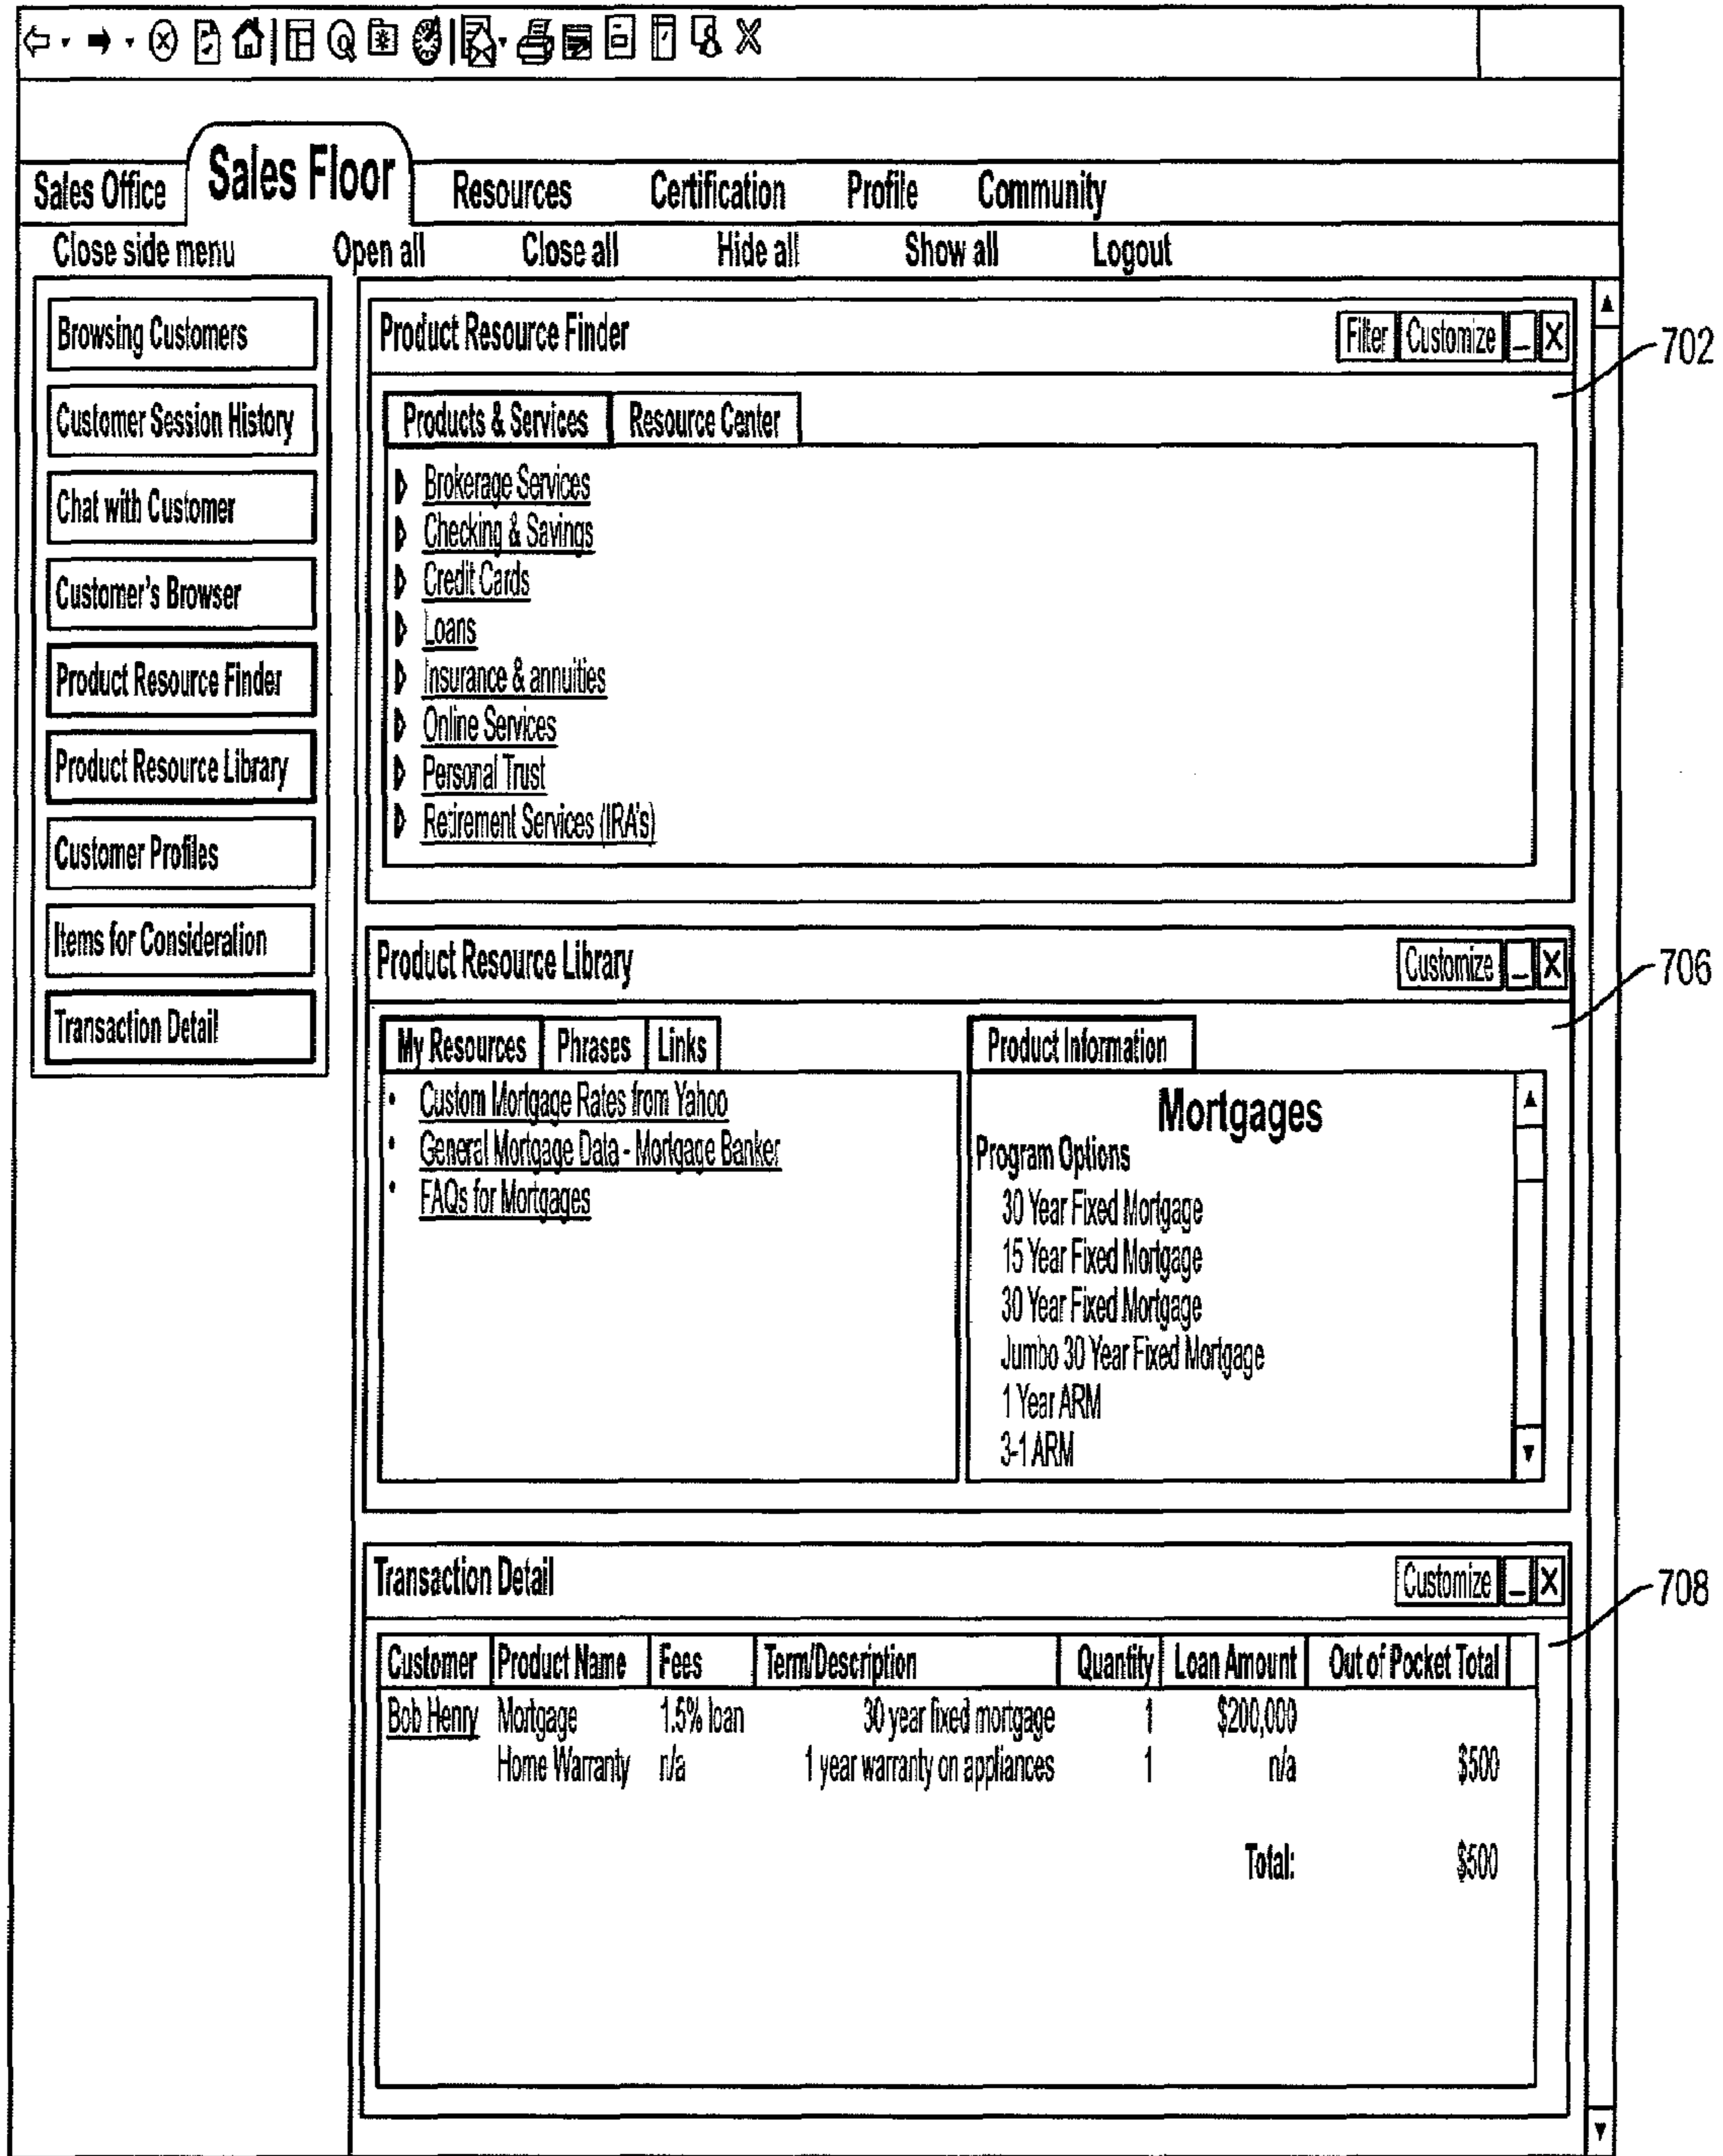 Sales Office Sales Floor Resources Certification Profile Community
Close side menu Open all Close all Hide all Show all Logout
Browsing Customers
Customer Session History
Chat with Customer
Customer's Browser
Product Resource Finder
Product Resource Library
Customer Profiles
Items for Consideration
Transaction Detail
Product Resource Finder Filter Customize _ X
702
Products & Services Resource Center
Brokerage Services
Checking & Savings
Credit Cards
Loans
Insurance & annuities
Online Services
Personal Trust
Retirement Services (IRA's)
Product Resource Library Customize _ X
706
My Resources Phrases Links
• Custom Mortgage Rates from Yahoo
• General Mortgage Data - Mortgage Banker
• FAQs for Mortgages
Product Information
Mortgages
Program Options
30 Year Fixed Mortgage
15 Year Fixed Mortgage
30 Year Fixed Mortgage
Jumbo 30 Year Fixed Mortgage
1 Year ARM
3-1 ARM
Transaction Detail Customize _ X
708
Customer Product Name Fees Term/Description Quantity Loan Amount Out of Pocket Total
Bob Henry Mortgage 1.5% loan 30 year fixed mortgage 1 $200,000
Home Warranty n/a 1 year warranty on appliances 1 n/a $500
Total: $500